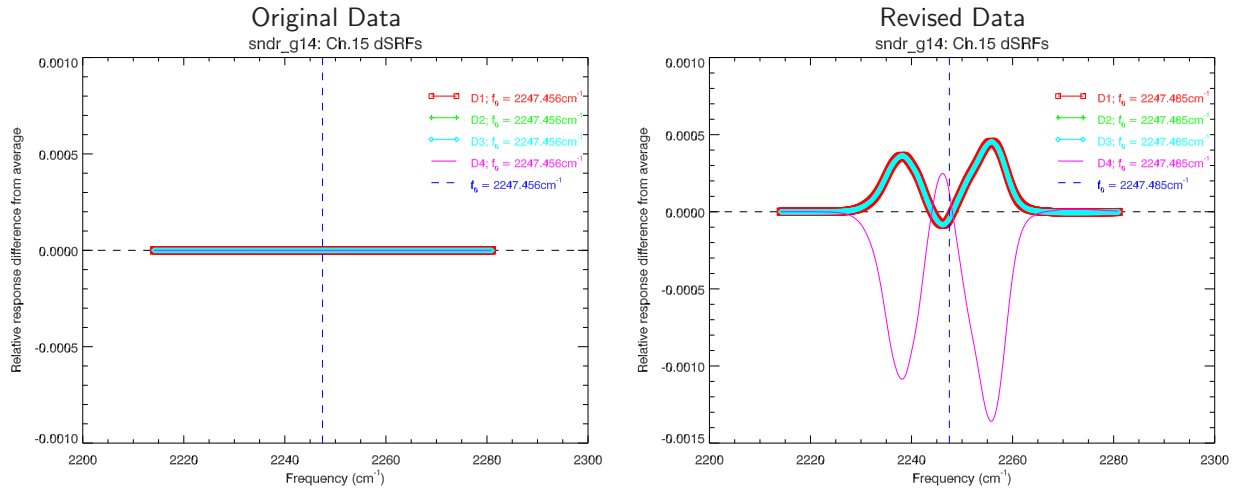 Original Data
sndr_g14: Ch.15 dSRFs
0.0010
0.0005
0.0000
-0.0005
-0.0010
Relative response difference from average
D1; f₀ = 2247.456cm⁻¹
D2; f₀ = 2247.456cm⁻¹
D3; f₀ = 2247.456cm⁻¹
D4; f₀ = 2247.456cm⁻¹
f₀ = 2247.456cm⁻¹
2200 2220 2240 2260 2280 2300
Frequency (cm⁻¹)
Revised Data
sndr_g14: Ch.15 dSRFs
0.0010
0.0005
0.0000
-0.0005
-0.0010
-0.0015
Relative response difference from average
D1; f₀ = 2247.485cm⁻¹
D2; f₀ = 2247.485cm⁻¹
D3; f₀ = 2247.485cm⁻¹
D4; f₀ = 2247.485cm⁻¹
f₀ = 2247.485cm⁻¹
2200 2220 2240 2260 2280 2300
Frequency (cm⁻¹)